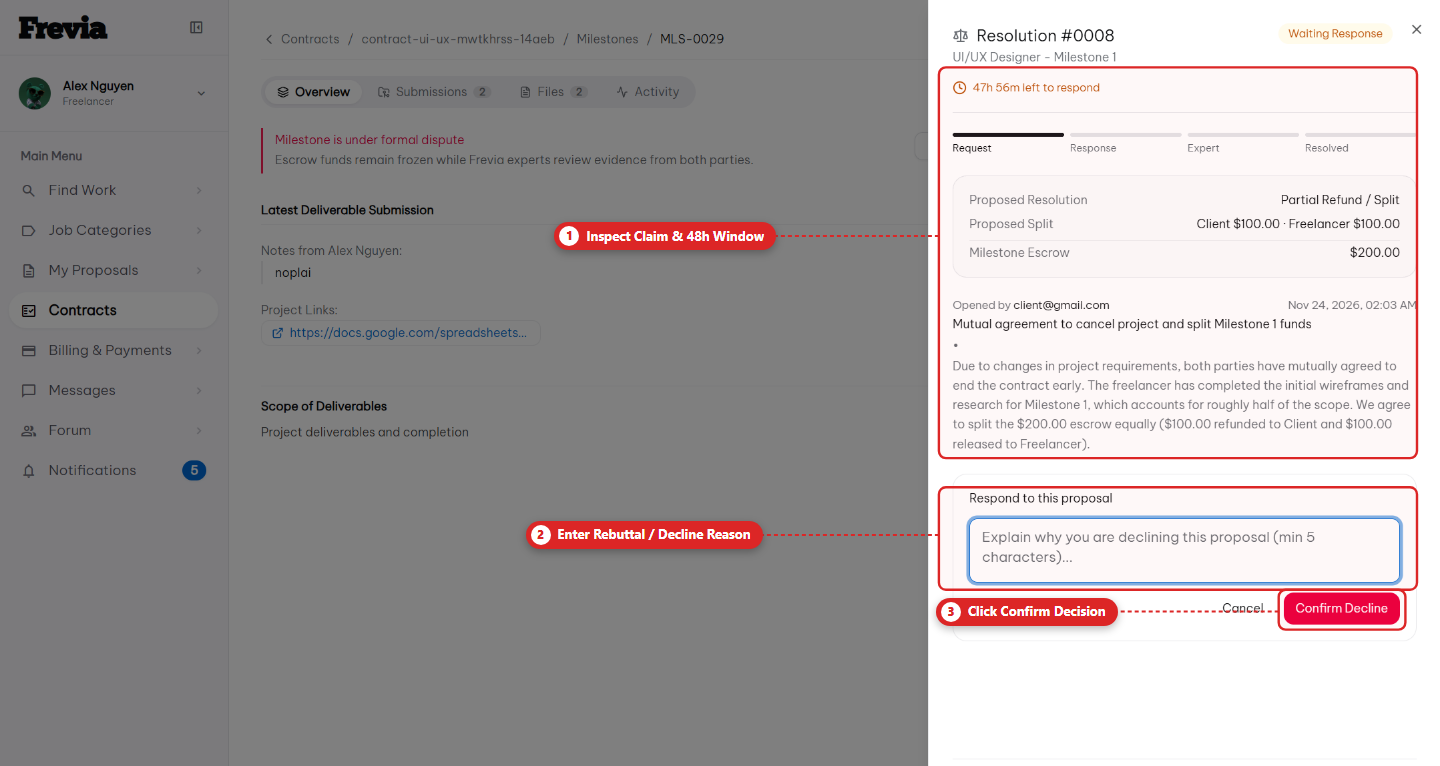 Frevia
Alex Nguyen
Freelancer
Main Menu
Find Work
Job Categories
My Proposals
Contracts
Billing & Payments
Messages
Forum
Notifications 5
Contracts / contract-ui-ux-mwtkhrss-14aeb / Milestones / MLS-0029
Overview Submissions 2 Files 2 Activity
Milestone is under formal dispute
Escrow funds remain frozen while Frevia experts review evidence from both parties.
Latest Deliverable Submission
Notes from Alex Nguyen:
noplai
Project Links:
https://docs.google.com/spreadsheets...
Scope of Deliverables
Project deliverables and completion
1 Inspect Claim & 48h Window
2 Enter Rebuttal / Decline Reason
3 Click Confirm Decision
Resolution #0008 Waiting Response
UI/UX Designer - Milestone 1
47h 56m left to respond
Request Response Expert Resolved
Proposed Resolution Partial Refund / Split
Proposed Split Client $100.00 · Freelancer $100.00
Milestone Escrow $200.00
Opened by client@gmail.com Nov 24, 2026, 02:03 AM
Mutual agreement to cancel project and split Milestone 1 funds
•
Due to changes in project requirements, both parties have mutually agreed to
end the contract early. The freelancer has completed the initial wireframes and
research for Milestone 1, which accounts for roughly half of the scope. We agree
to split the $200.00 escrow equally ($100.00 refunded to Client and $100.00
released to Freelancer).
Respond to this proposal
Explain why you are declining this proposal (min 5
characters)...
Cancel Confirm Decline